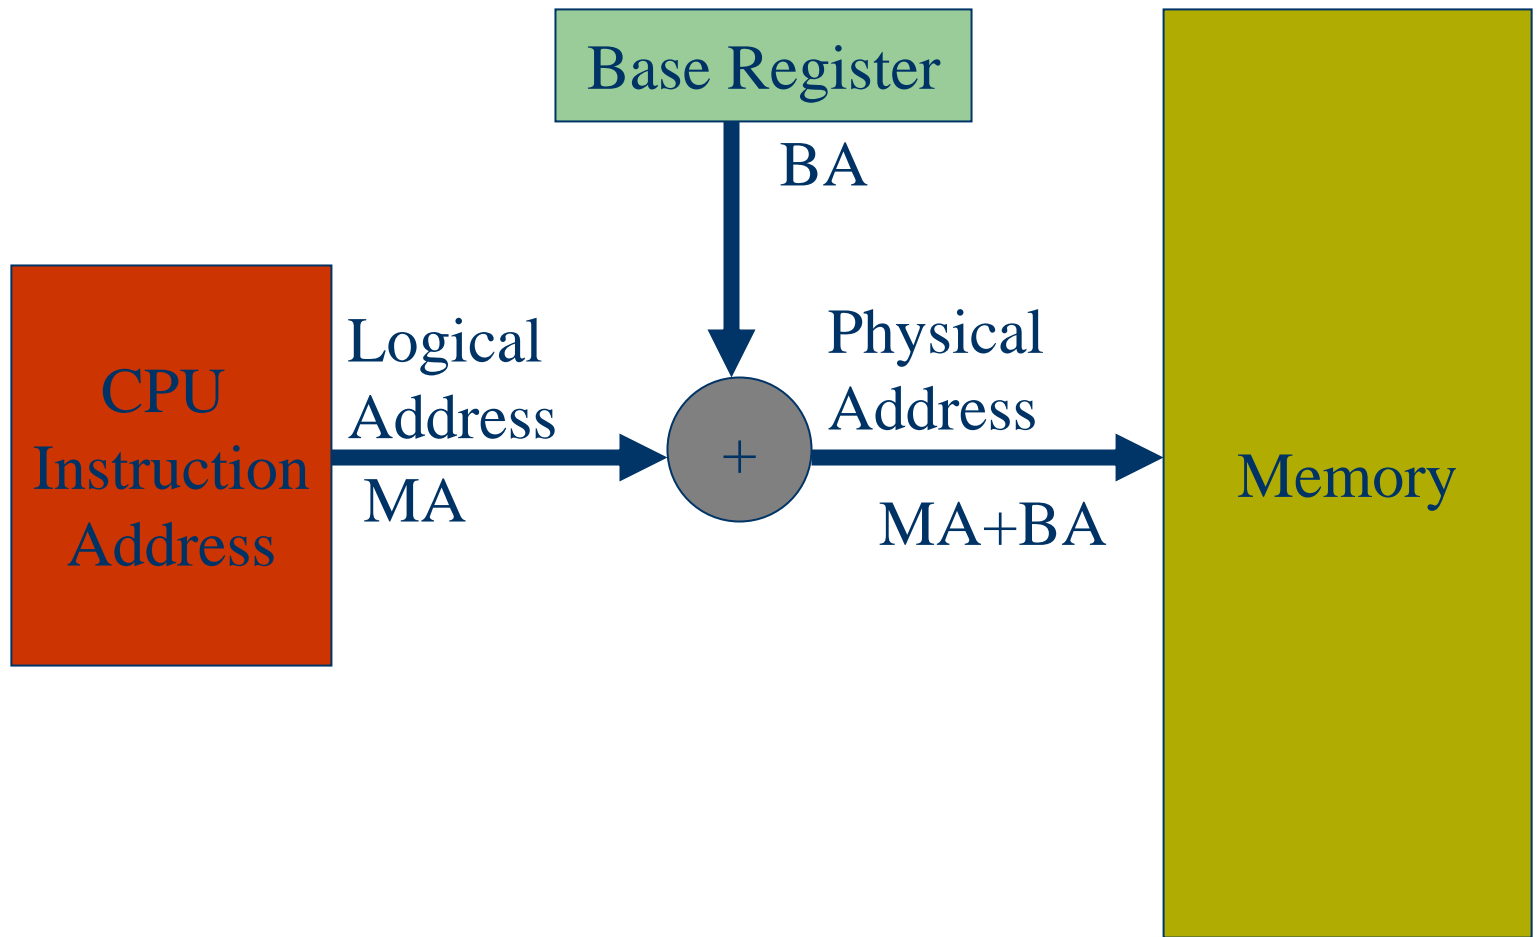 Base Register
BA
CPU
Instruction
Address
Logical
Address
MA
+
Physical
Address
MA+BA
Memory